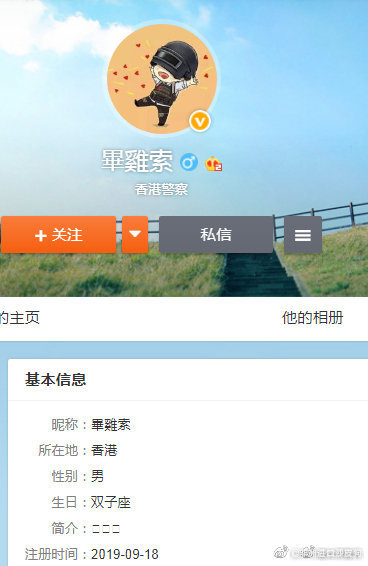 畢雞索
香港警察
+ 关注
私信
的主页
他的相册
基本信息
昵称：畢雞索
所在地：香港
性别：男
生日：双子座
简介：□□□
注册时间：2019-09-18